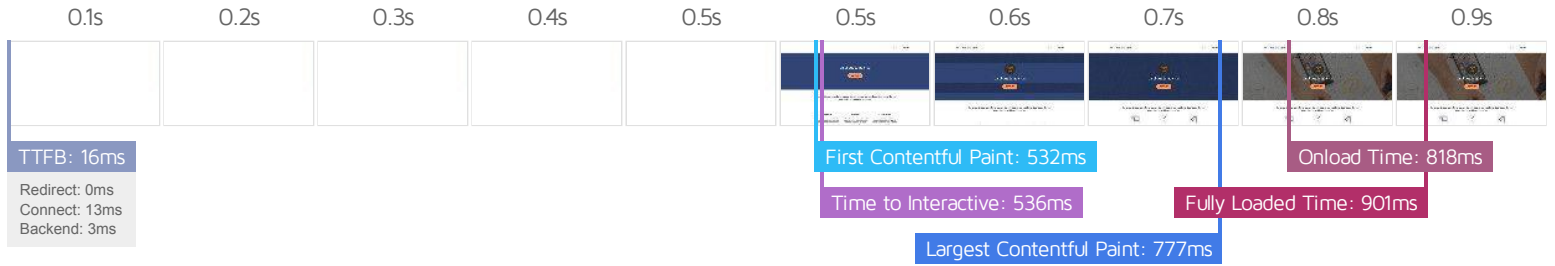 0.1s
0.2s
0.3s
0.4s
0.5s
0.5s
0.6s
0.7s
0.8s
0.9s
TTFB: 16ms
Redirect: 0ms
Connect: 13ms
Backend: 3ms
First Contentful Paint: 532ms
Onload Time: 818ms
Time to Interactive: 536ms
Fully Loaded Time: 901ms
Largest Contentful Paint: 777ms